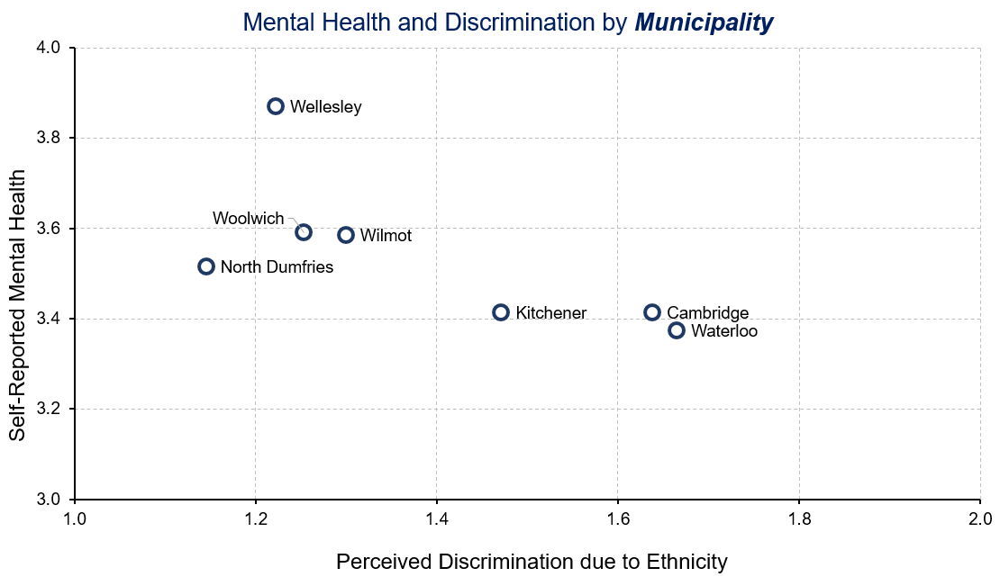 Mental Health and Discrimination by Municipality
4.0
Wellesley
3.8
Woolwich
3.6
Wilmot
North Dumfries
3.4
Kitchener
Cambridge
Waterloo
3.2
3.0
Self-Reported Mental Health
1.0 1.2 1.4 1.6 1.8 2.0
Perceived Discrimination due to Ethnicity